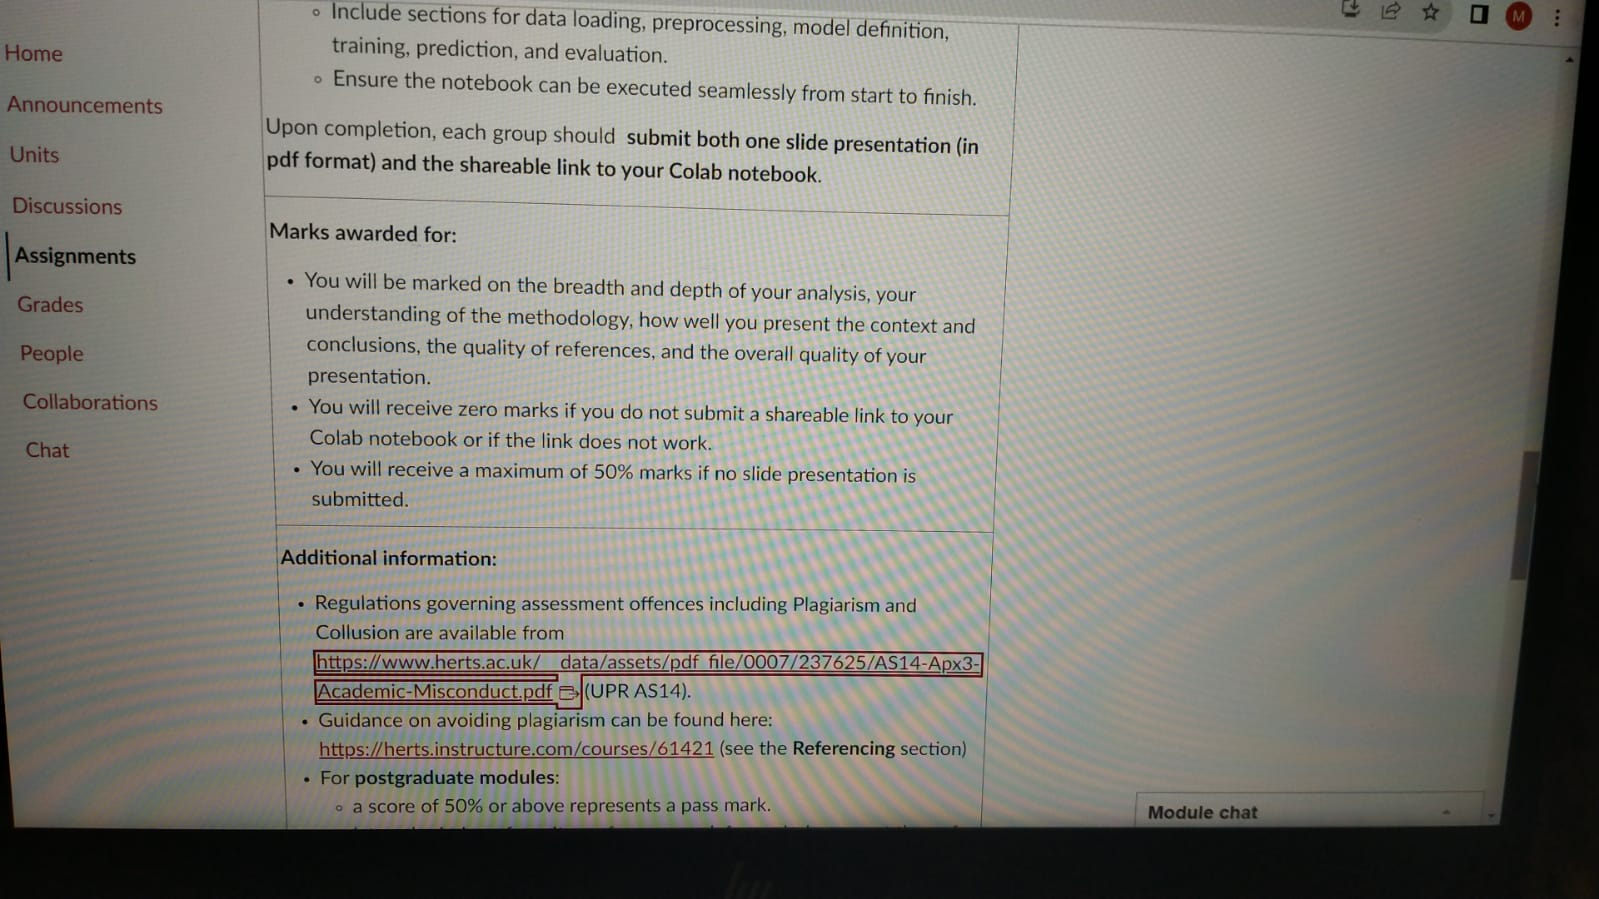 Include sections for data loading, preprocessing, model definition,
training, prediction, and evaluation.
Ensure the notebook can be executed seamlessly from start to finish.
Upon completion, each group should submit both one slide presentation (in
pdf format) and the shareable link to your Colab notebook.
Home
Announcements
Units
Discussions
Assignments
Grades
People
Collaborations
Chat
Marks awarded for:
You will be marked on the breadth and depth of your analysis, your
understanding of the methodology, how well you present the context and
conclusions, the quality of references, and the overall quality of your
presentation.
You will receive zero marks if you do not submit a shareable link to your
Colab notebook or if the link does not work.
You will receive a maximum of 50% marks if no slide presentation is
submitted.
Additional information:
Regulations governing assessment offences including Plagiarism and
Collusion are available from
https://www.herts.ac.uk/__data/assets/pdf_file/0007/237625/AS14-Apx3-
Academic-Misconduct.pdf (UPR AS14).
Guidance on avoiding plagiarism can be found here:
https://herts.instructure.com/courses/61421 (see the Referencing section)
For postgraduate modules:
a score of 50% or above represents a pass mark.
M
Module chat
hp